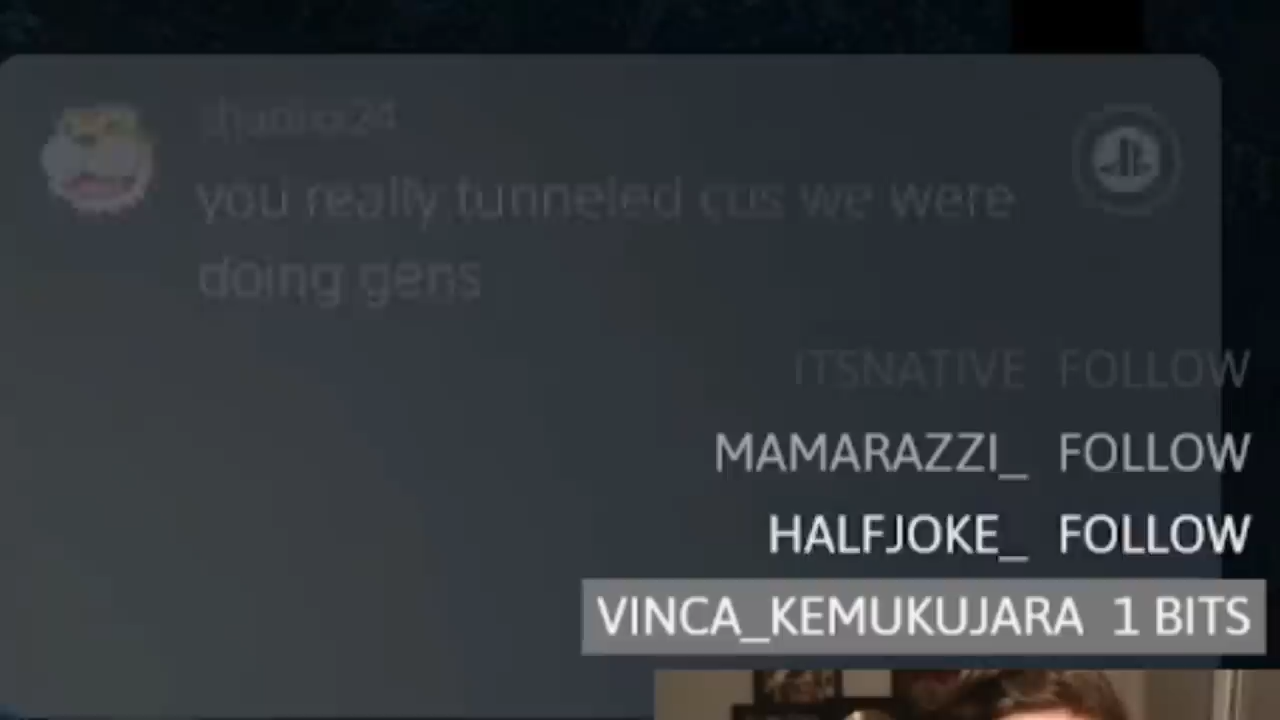 you really tunneled cus we were
doing gens
ITSNATIVE FOLLOW
MAMARAZZI_ FOLLOW
HALFJOKE_ FOLLOW
VINCA_KEMUKUJARA 1 BITS